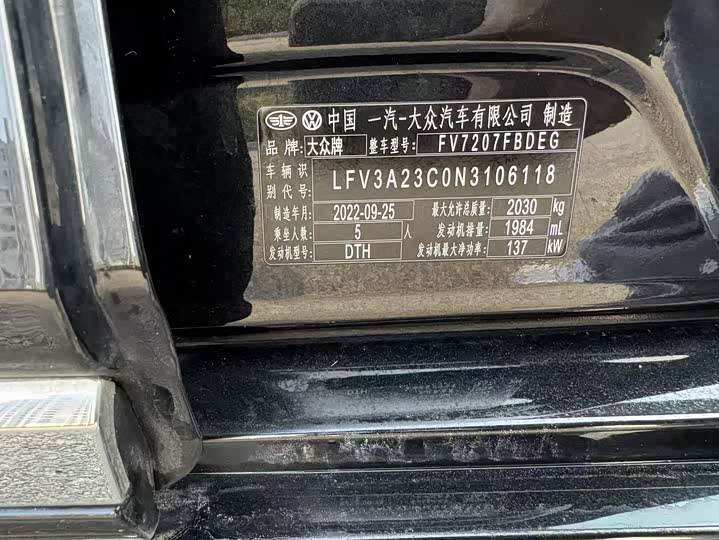 中国 一汽-大众汽车有限公司 制造
品牌: 大众牌 整车型号: FV7207FBDEG
车辆识别代号: LFV3A23C0N3106118
制造年月: 2022-09-25 最大允许总质量: 2030 kg
乘坐人数: 5 人 发动机排量: 1984 mL
发动机型号: DTH 发动机最大净功率: 137 kW